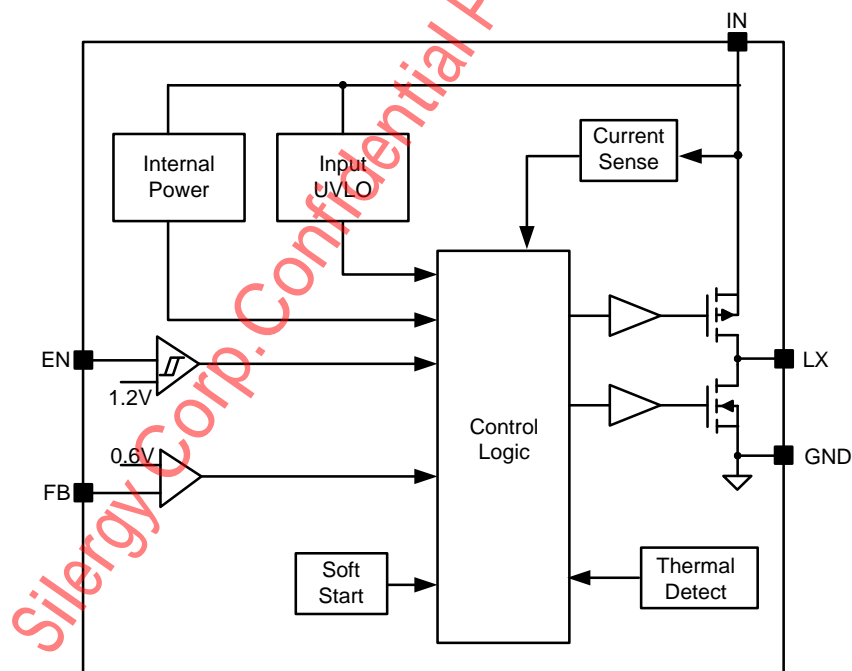 IN
Internal
Power
Input
UVLO
Current
Sense
EN
1.2V
LX
Control
Logic
0.6V
FB
GND
Soft
Start
Thermal
Detect
Silergy Corp.Confidential